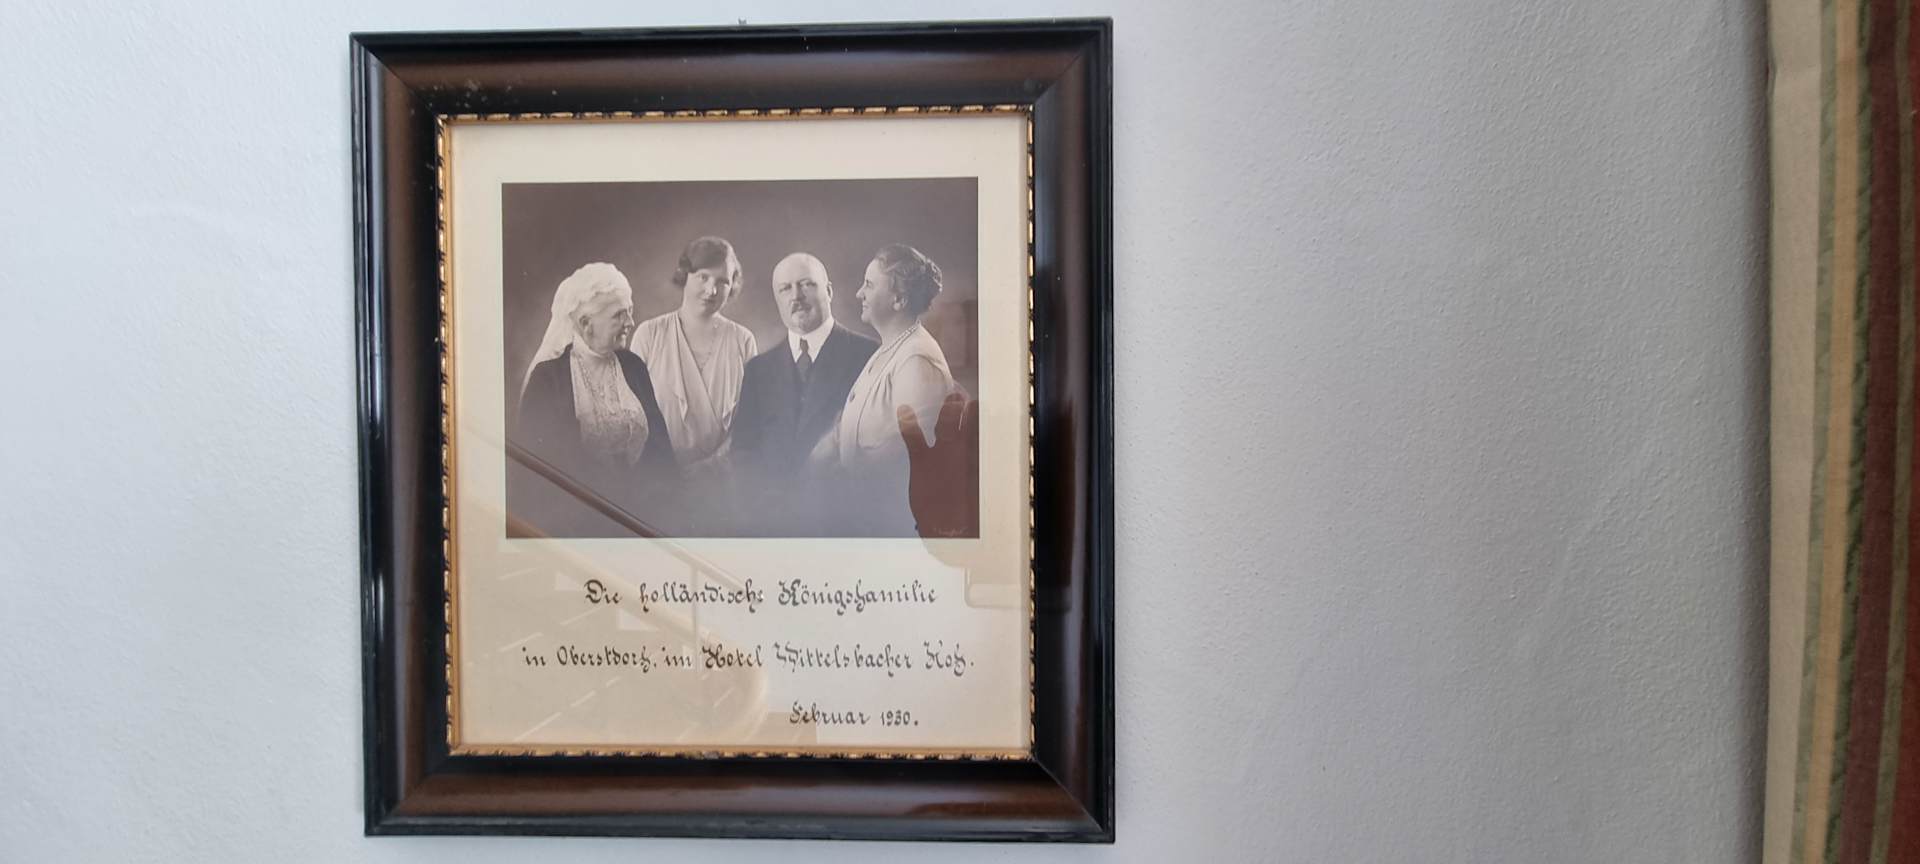 Die holländische Königsfamilie
in Oberstdorf, im Hotel Wittelsbacher Hof.
Februar 1930.